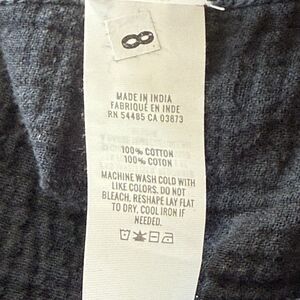 8
MADE IN INDIA
FABRIQUÉ EN INDE
RN 54485 CA 03873
100% COTTON
100% COTON
MACHINE WASH COLD WITH
LIKE COLORS. DO NOT
BLEACH, RESHAPE LAY FLAT
TO DRY, COOL IRON IF
NEEDED.